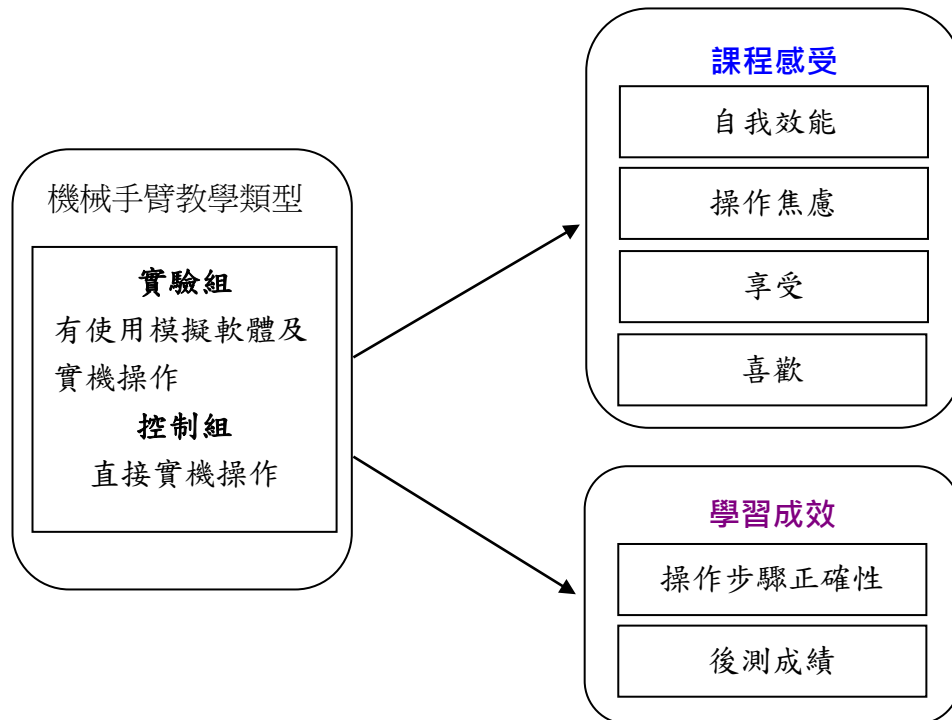 機械手臂教學類型
實驗組
有使用模擬軟體及
實機操作
控制組
直接實機操作
課程感受
自我效能
操作焦慮
享受
喜歡
學習成效
操作步驟正確性
後測成績